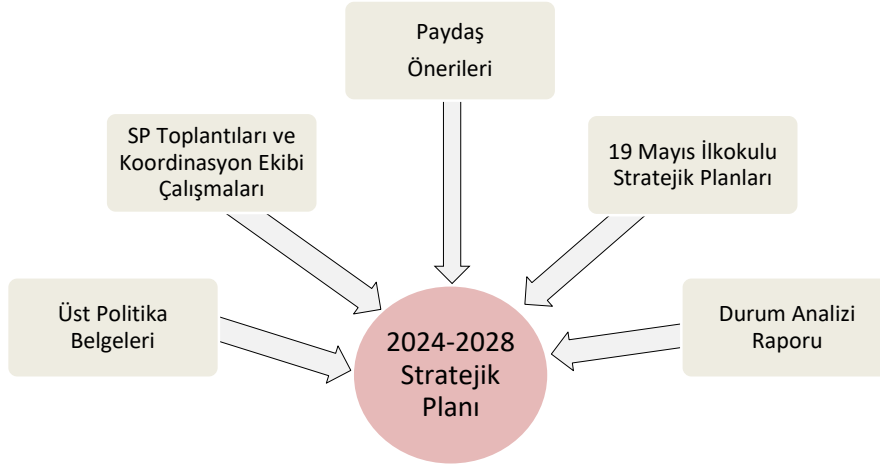 Paydaş
Önerileri
SP Toplantıları ve
Koordinasyon Ekibi
Çalışmaları
19 Mayıs İlkokulu
Stratejik Planları
Üst Politika
Belgeleri
Durum Analizi
Raporu
2024-2028
Stratejik
Planı